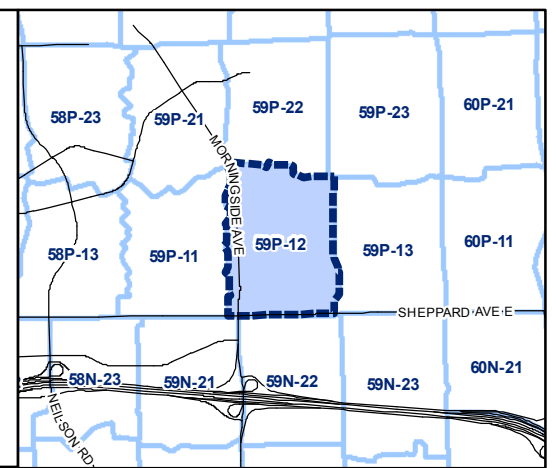 58P-23
59P-21
59P-22
59P-23
60P-21
MORNINGSIDE AVE
58P-13
59P-11
59P-12
59P-13
60P-11
SHEPPARD AVE E
58N-23
59N-21
59N-22
59N-23
60N-21
NEILSON RD